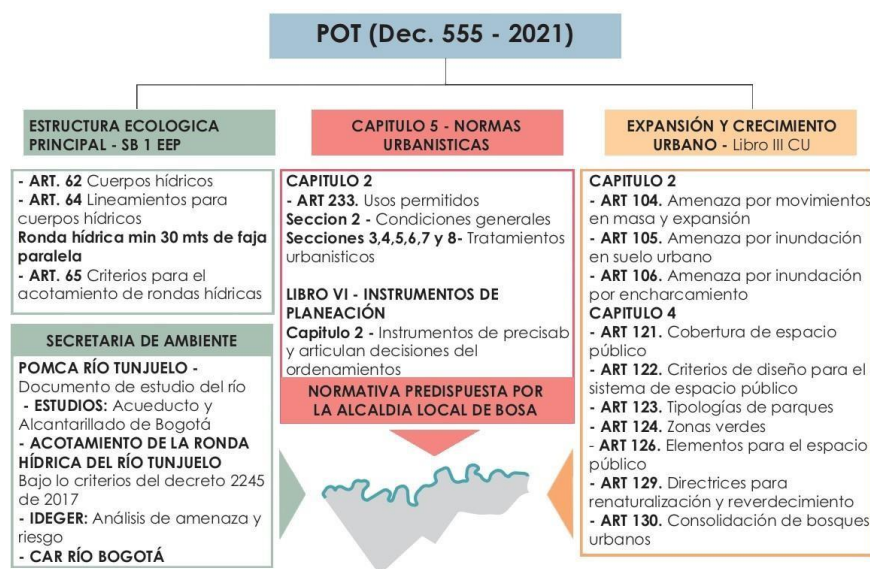 POT (Dec. 555 - 2021)
ESTRUCTURA ECOLOGICA
PRINCIPAL - SB 1 EEP
- ART. 62 Cuerpos hídricos
- ART. 64 Lineamientos para
cuerpos hídricos
Ronda hídrica min 30 mts de faja
paralela
- ART. 65 Criterios para el
acotamiento de rondas hídricas
SECRETARIA DE AMBIENTE
POMCA RÍO TUNJUELO -
Documento de estudio del río
- ESTUDIOS: Acueducto y
Alcantarillado de Bogotá
- ACOTAMIENTO DE LA RONDA
HÍDRICA DEL RÍO TUNJUELO
Bajo lo criterios del decreto 2245
de 2017
- IDEGER: Análisis de amenaza y
riesgo
- CAR RÍO BOGOTÁ
CAPITULO 5 - NORMAS
URBANISTICAS
CAPITULO 2
- ART 233. Usos permitidos
Seccion 2 - Condiciones generales
Secciones 3,4,5,6,7 y 8- Tratamientos
urbanisticos
LIBRO VI - INSTRUMENTOS DE
PLANEACIÓN
Capitulo 2 - Instrumentos de precisab
y articulan decisiones del
ordenamientos
NORMATIVA PREDISPUESTA POR
LA ALCALDIA LOCAL DE BOSA
EXPANSIÓN Y CRECIMIENTO
URBANO - Libro III CU
CAPITULO 2
- ART 104. Amenaza por movimientos
en masa y expansión
- ART 105. Amenaza por inundación
en suelo urbano
- ART 106. Amenaza por inundación
por encharcamiento
CAPITULO 4
- ART 121. Cobertura de espacio
público
- ART 122. Criterios de diseño para el
sistema de espacio público
- ART 123. Tipologías de parques
- ART 124. Zonas verdes
- ART 126. Elementos para el espacio
público
- ART 129. Directrices para
renaturalización y reverdecimiento
- ART 130. Consolidación de bosques
urbanos